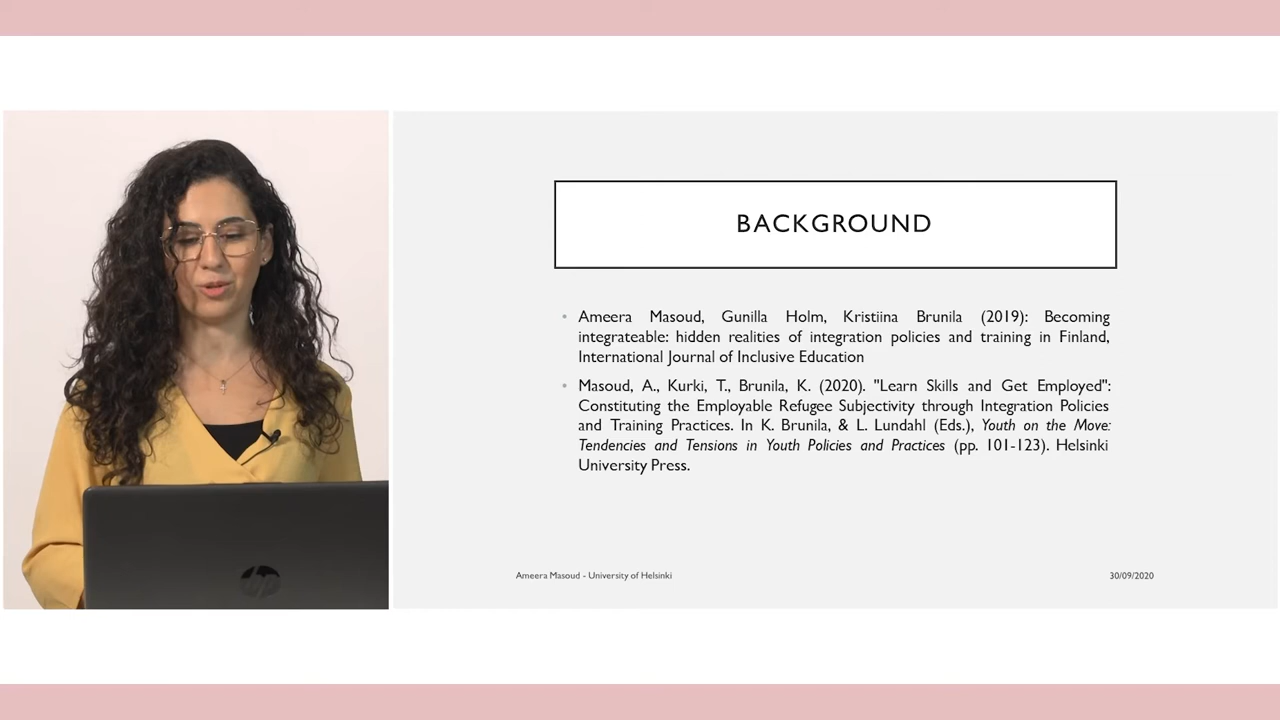 BACKGROUND
• Ameera Masoud, Gunilla Holm, Kristiina Brunila (2019): Becoming
integrateable: hidden realities of integration policies and training in Finland,
International Journal of Inclusive Education
• Masoud, A., Kurki, T., Brunila, K. (2020). "Learn Skills and Get Employed":
Constituting the Employable Refugee Subjectivity through Integration Policies
and Training Practices. In K. Brunila, & L. Lundahl (Eds.), Youth on the Move:
Tendencies and Tensions in Youth Policies and Practices (pp. 101-123). Helsinki
University Press.
hp
Ameera Masoud - University of Helsinki
30/09/2020